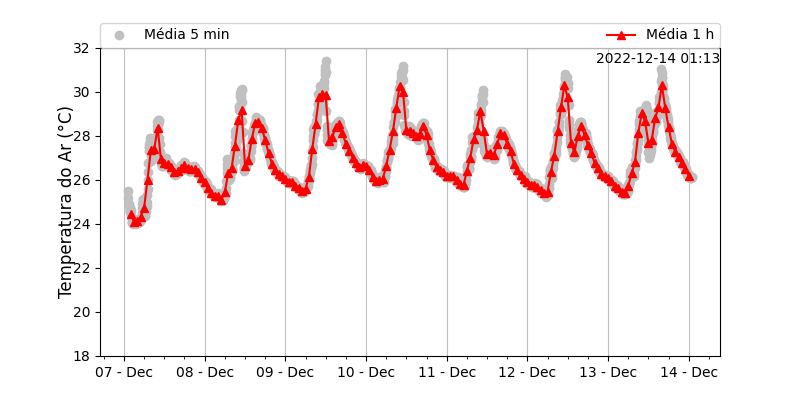 Média 5 min
Média 1 h
2022-12-14 01:13
Temperatura do Ar (°C)
32
30
28
26
24
22
20
18
07 - Dec
08 - Dec
09 - Dec
10 - Dec
11 - Dec
12 - Dec
13 - Dec
14 - Dec